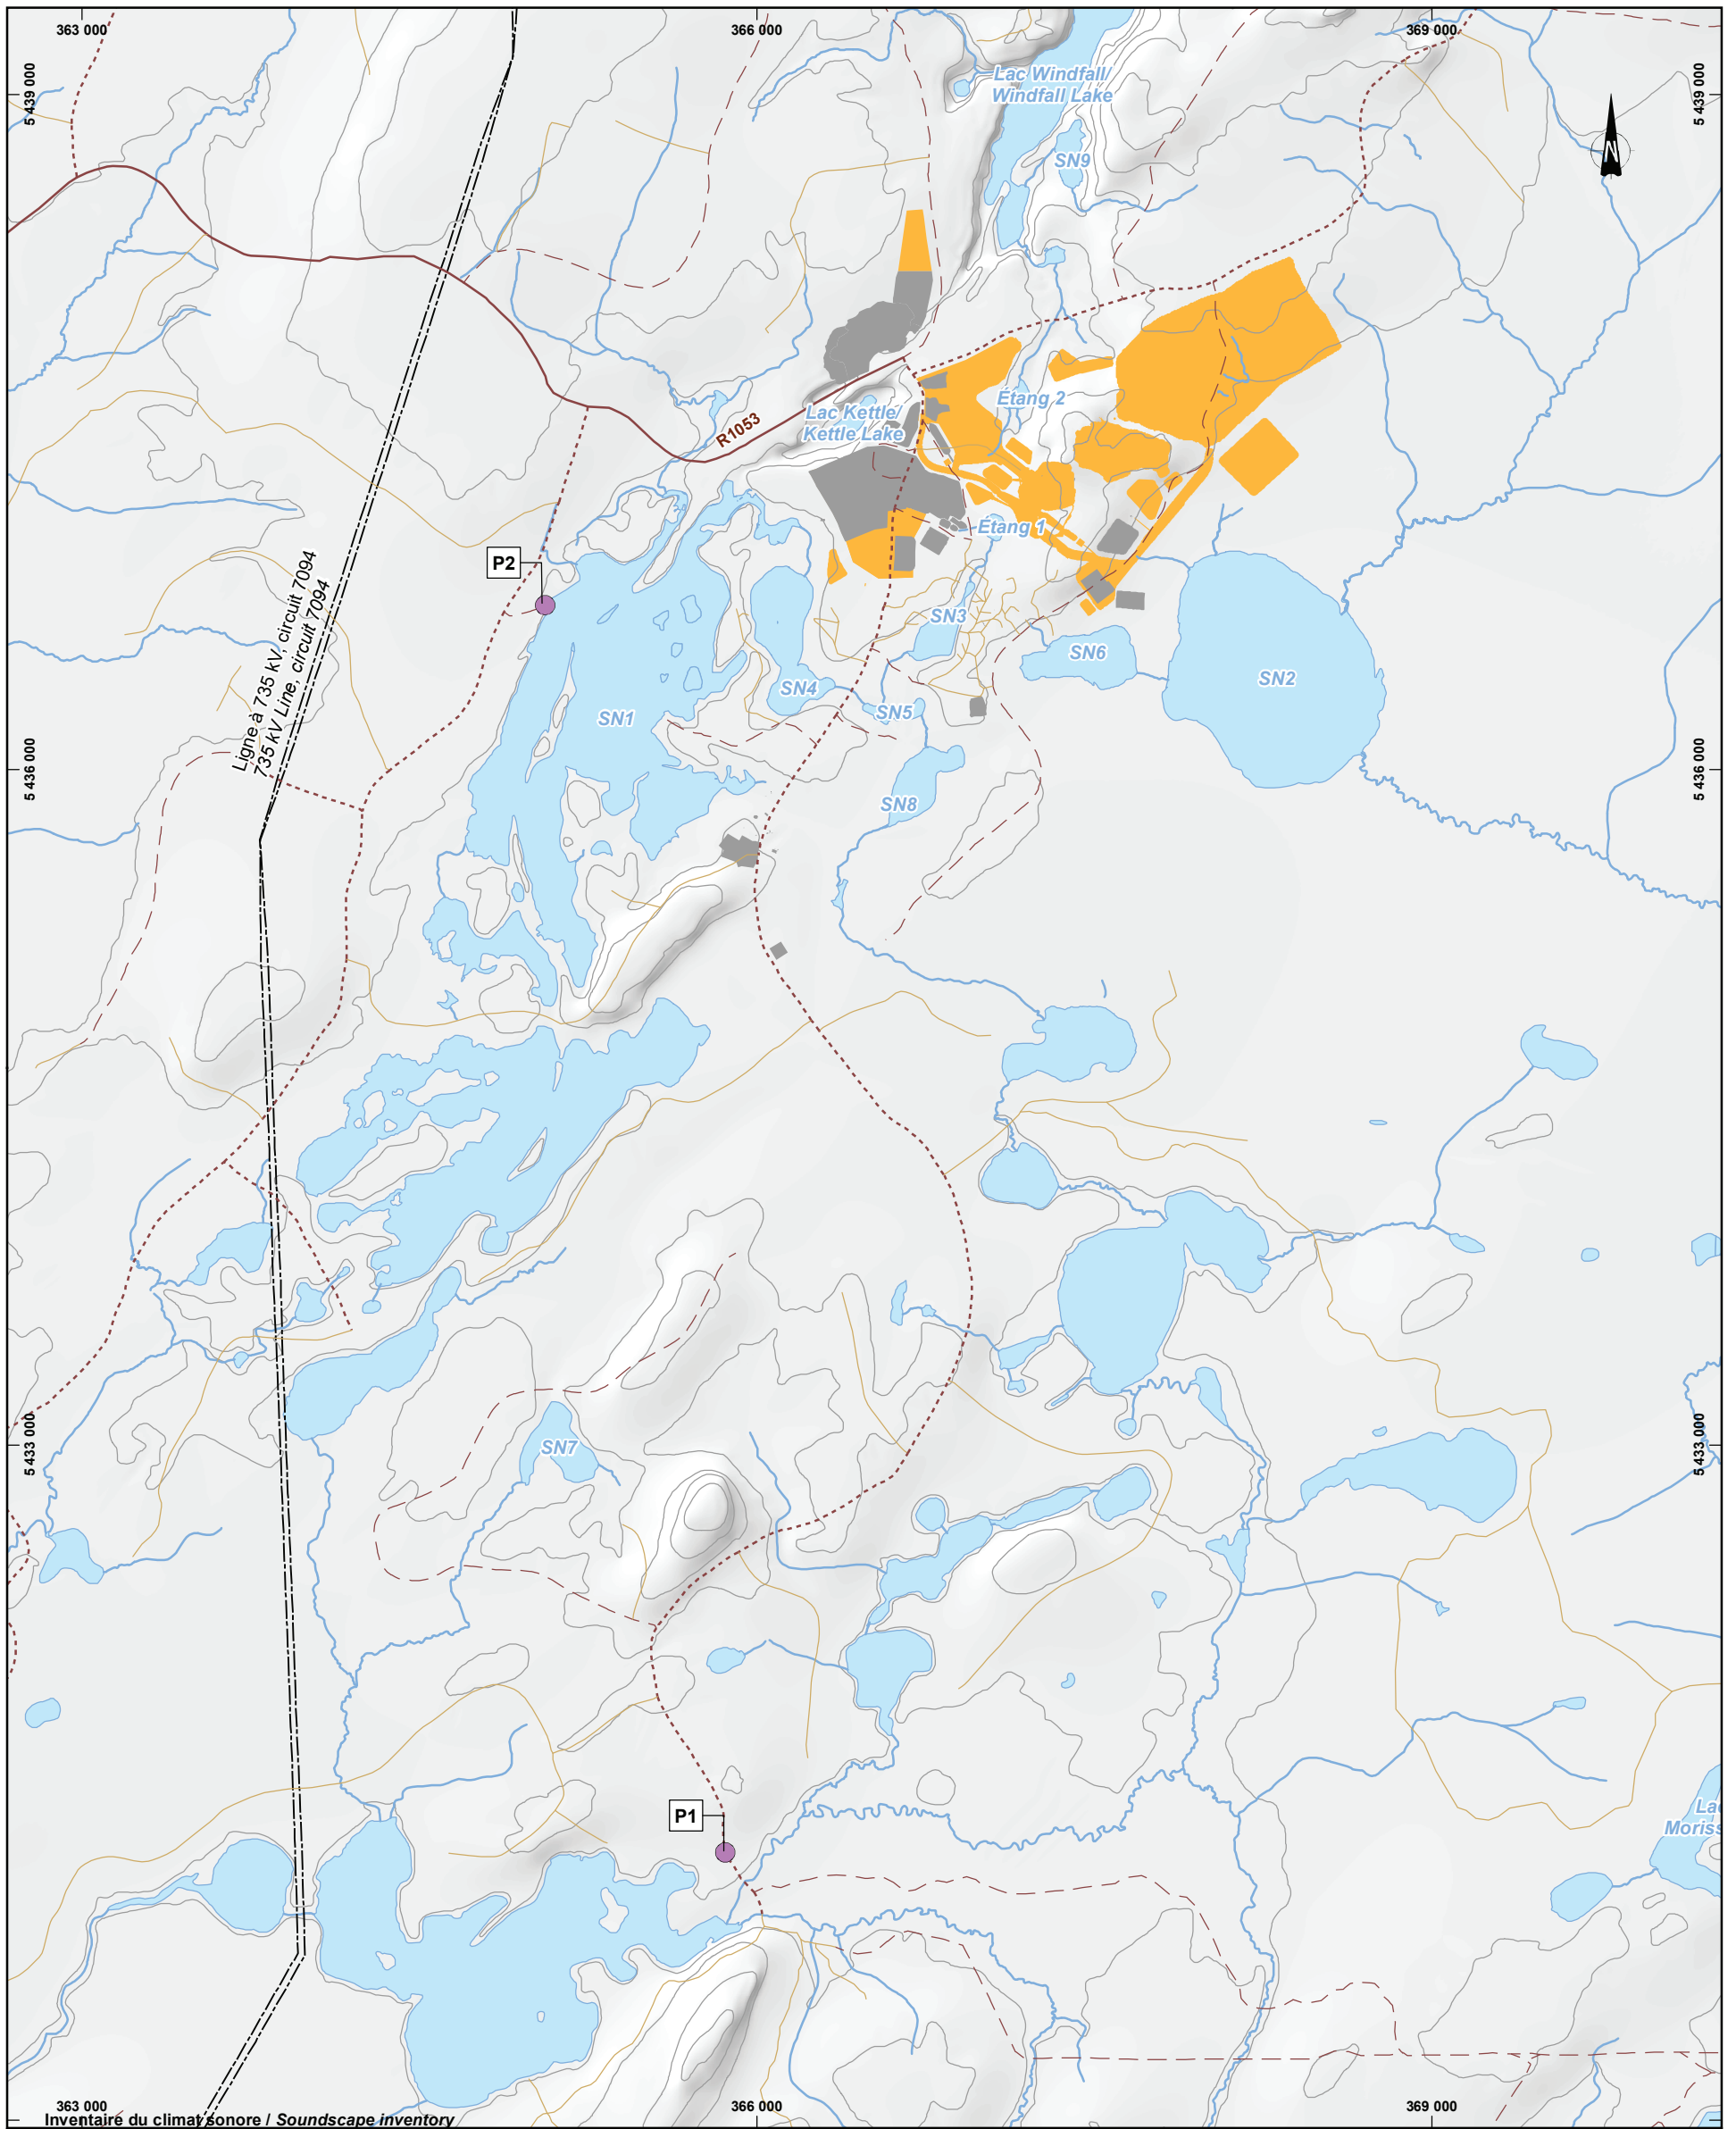 363 000
366 000
369 000
5 439 000
5 439 000
Lac Windfall/
Windfall Lake
N
SN9
Étang 2
Lac Kettle/
Kettle Lake
R1053
Étang 1
P2
SN3
SN6
SN2
SN4
SN5
SN1
Ligne à 735 kV, circuit 7094
735 kV Line, circuit 7094
5 436 000
5 436 000
SN8
5 433 000
5 433 000
SN7
P1
Lac
Moriss
363 000
366 000
369 000
Inventaire du climat sonore / Soundscape inventory